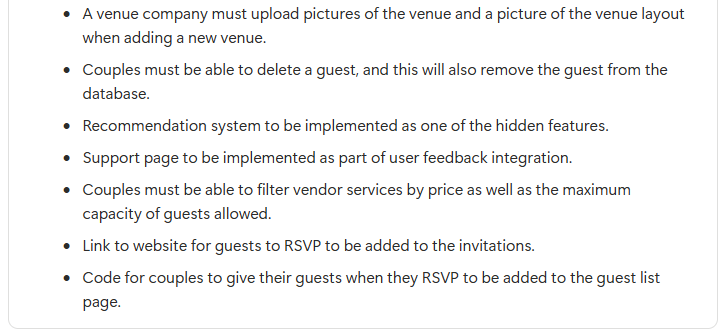 • A venue company must upload pictures of the venue and a picture of the venue layout
when adding a new venue.
• Couples must be able to delete a guest, and this will also remove the guest from the
database.
• Recommendation system to be implemented as one of the hidden features.
• Support page to be implemented as part of user feedback integration.
• Couples must be able to filter vendor services by price as well as the maximum
capacity of guests allowed.
• Link to website for guests to RSVP to be added to the invitations.
• Code for couples to give their guests when they RSVP to be added to the guest list
page.